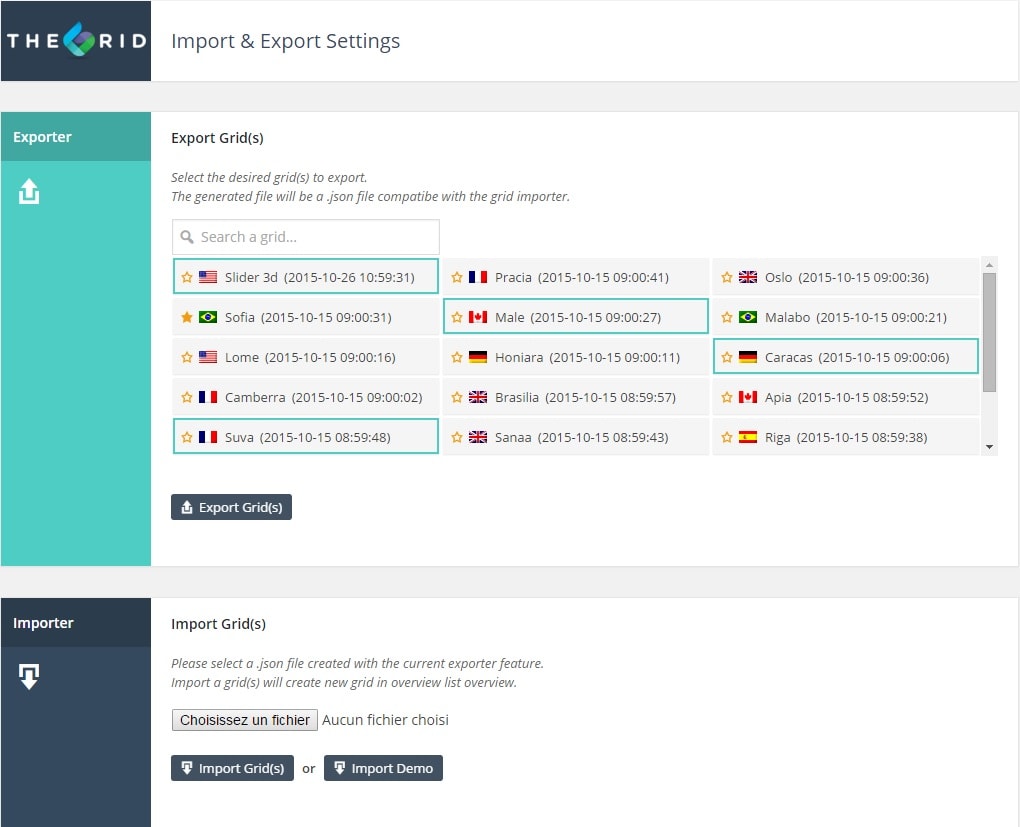 THE RID
Import & Export Settings
Exporter
Export Grid(s)
Select the desired grid(s) to export.
The generated file will be a .json file compatibe with the grid importer.
Search a grid...
Slider 3d (2015-10-26 10:59:31)
Pracia (2015-10-15 09:00:41)
Oslo (2015-10-15 09:00:36)
Sofia (2015-10-15 09:00:31)
Male (2015-10-15 09:00:27)
Malabo (2015-10-15 09:00:21)
Lome (2015-10-15 09:00:16)
Honiara (2015-10-15 09:00:11)
Caracas (2015-10-15 09:00:06)
Camberra (2015-10-15 09:00:02)
Brasilia (2015-10-15 08:59:57)
Apia (2015-10-15 08:59:52)
Suva (2015-10-15 08:59:48)
Sanaa (2015-10-15 08:59:43)
Riga (2015-10-15 08:59:38)
Export Grid(s)
Importer
Import Grid(s)
Please select a .json file created with the current exporter feature.
Import a grid(s) will create new grid in overview list overview.
Choisissez un fichier Aucun fichier choisi
Import Grid(s) or Import Demo